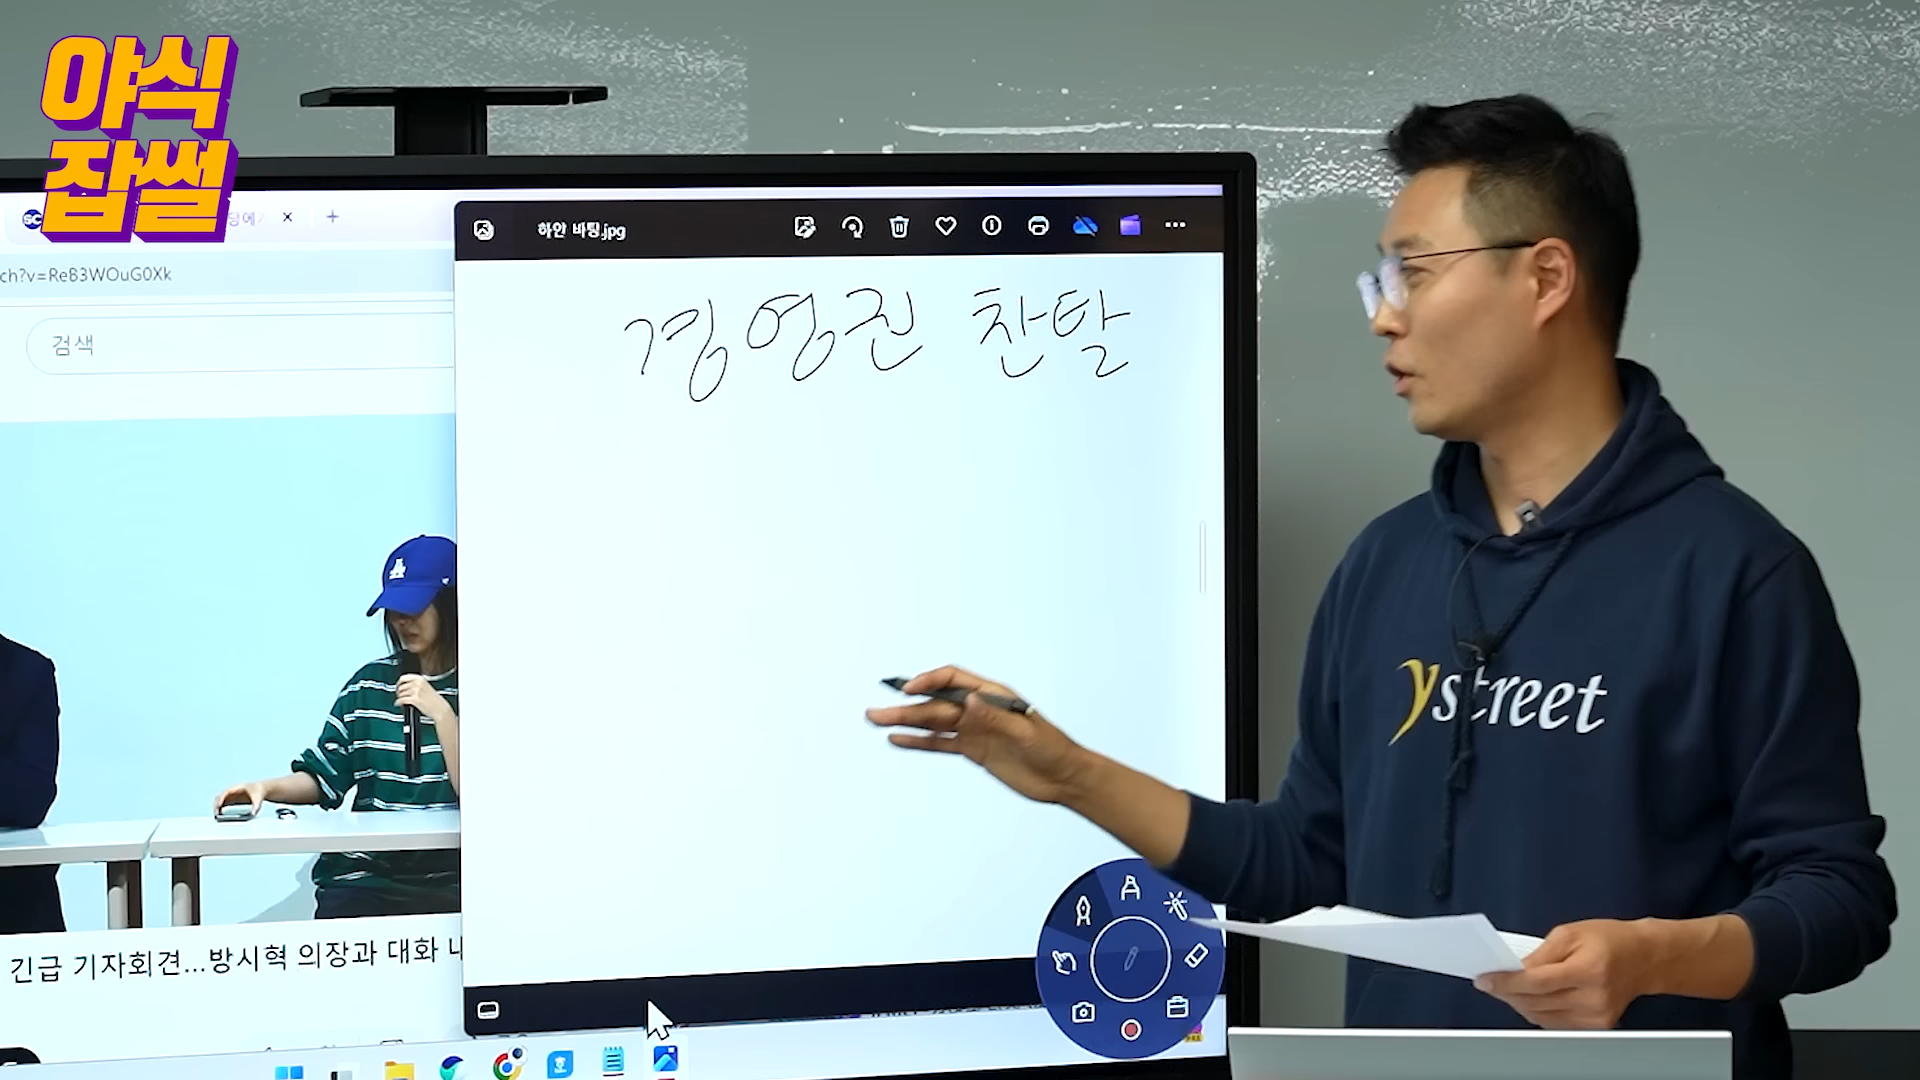 야식
잡썰
하얀 바탕.jpg
ch?v=ReB3WOuG0Xk
검색
경영권 찬탈
LA
ystreet
긴급 기자회견...방시혁 의장과 대화 내